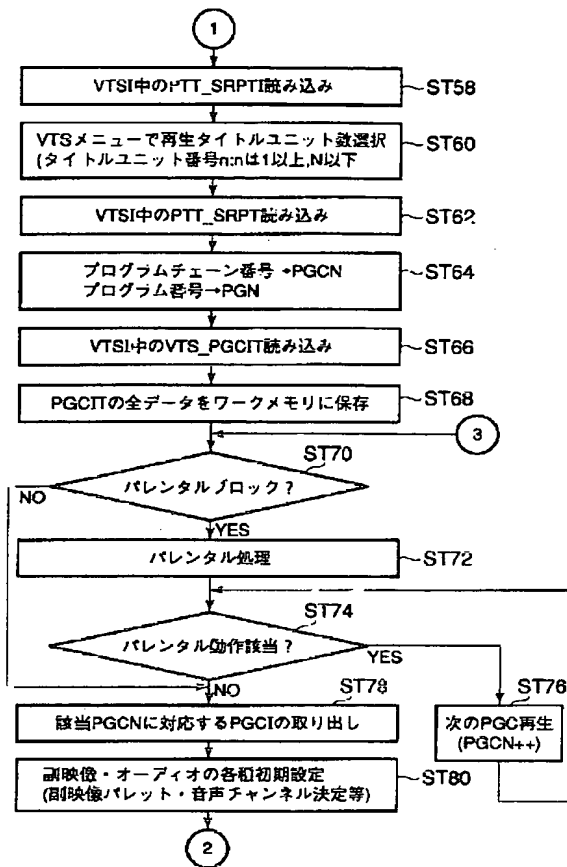 1
VTSI中のPTT_SRPTI読み込み
ST58
VTSメニューで再生タイトルユニット数選択
(タイトルユニット番号n:nは1以上,N以下
ST60
VTSI中のPTT_SRPT読み込み
ST62
プログラムチェーン番号→PGCN
プログラム番号→PGN
ST64
VTSI中のVTS_PGCIT読み込み
ST66
PGCITの全データをワークメモリに保存
ST68
3
ST70
パレンタルブロック？
NO
YES
パレンタル処理
ST72
ST74
パレンタル動作該当？
YES
NO
ST78
ST76
該当PGCNに対応するPGCIの取り出し
次のPGC再生
(PGCN++)
副映像・オーディオの各種初期設定
(副映像パレット・音声チャンネル決定等)
ST80
2